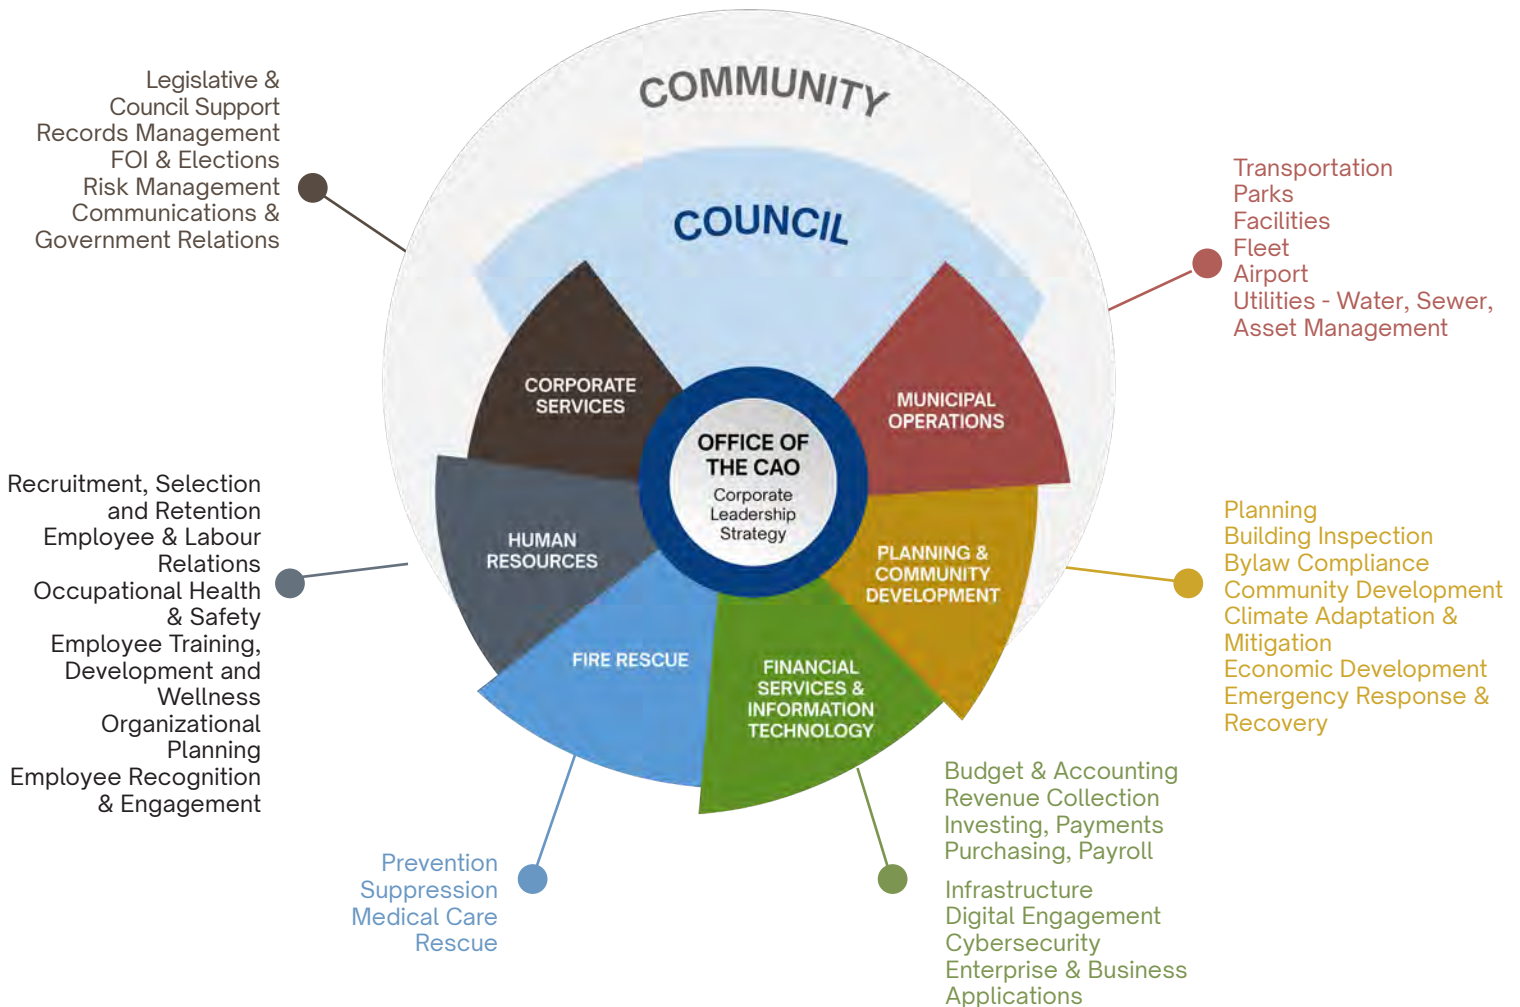 COMMUNITY
COUNCIL
Legislative &
Council Support
Records Management
FOI & Elections
Risk Management
Communications &
Government Relations
Transportation
Parks
Facilities
Fleet
Airport
Utilities - Water, Sewer,
Asset Management
CORPORATE
SERVICES
MUNICIPAL
OPERATIONS
OFFICE OF
THE CAO
Corporate
Leadership
Strategy
HUMAN
RESOURCES
PLANNING &
COMMUNITY
DEVELOPMENT
FIRE RESCUE
FINANCIAL
SERVICES &
INFORMATION
TECHNOLOGY
Recruitment, Selection
and Retention
Employee & Labour
Relations
Occupational Health
& Safety
Employee Training,
Development and
Wellness
Organizational
Planning
Employee Recognition
& Engagement
Planning
Building Inspection
Bylaw Compliance
Community Development
Climate Adaptation &
Mitigation
Economic Development
Emergency Response &
Recovery
Prevention
Suppression
Medical Care
Rescue
Budget & Accounting
Revenue Collection
Investing, Payments
Purchasing, Payroll
Infrastructure
Digital Engagement
Cybersecurity
Enterprise & Business
Applications